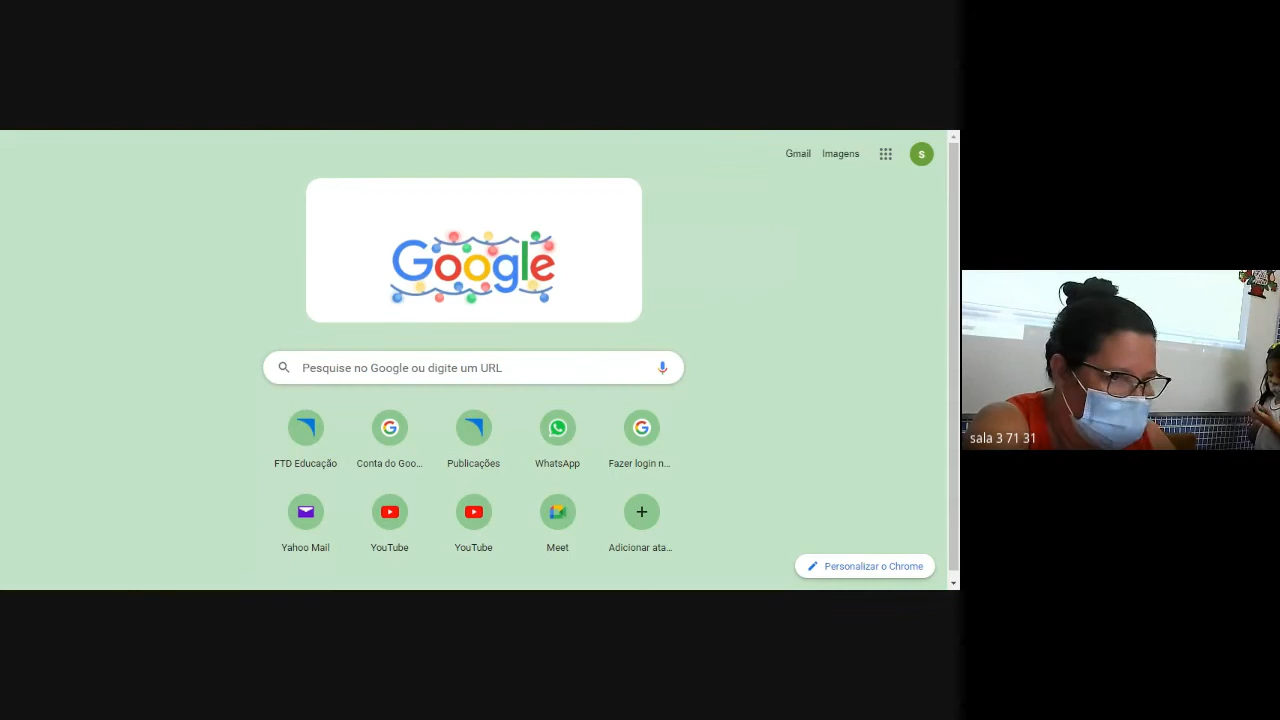 Gmail Imagens S
Google
Pesquise no Google ou digite um URL
FTD Educação Conta do Goo... Publicações WhatsApp Fazer login n...
Yahoo Mail YouTube YouTube Meet Adicionar ata...
Personalizar o Chrome
sala 3 71 31